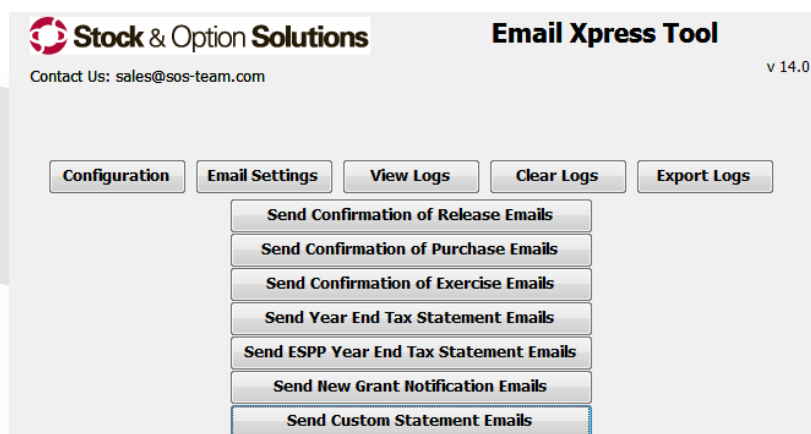 Stock & Option Solutions
Email Xpress Tool
Contact Us: sales@sos-team.com
v 14.0
Configuration Email Settings View Logs Clear Logs Export Logs
Send Confirmation of Release Emails
Send Confirmation of Purchase Emails
Send Confirmation of Exercise Emails
Send Year End Tax Statement Emails
Send ESPP Year End Tax Statement Emails
Send New Grant Notification Emails
Send Custom Statement Emails